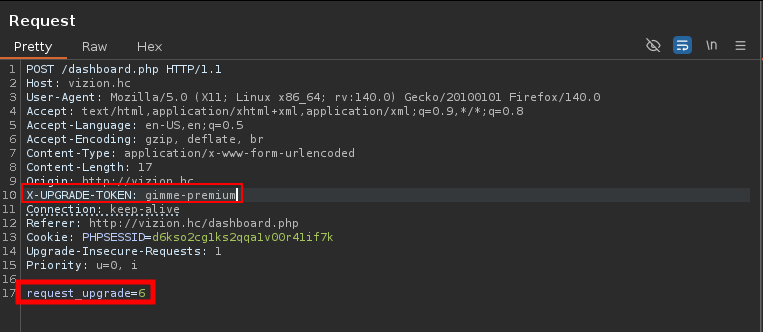 Request
Pretty Raw Hex
\n
1 POST /dashboard.php HTTP/1.1
2 Host: vizion.hc
3 User-Agent: Mozilla/5.0 (X11; Linux x86_64; rv:140.0) Gecko/20100101 Firefox/140.0
4 Accept: text/html,application/xhtml+xml,application/xml;q=0.9,*/*;q=0.8
5 Accept-Language: en-US,en;q=0.5
6 Accept-Encoding: gzip, deflate, br
7 Content-Type: application/x-www-form-urlencoded
8 Content-Length: 17
9 Origin: http://vizion.hc
10 X-UPGRADE-TOKEN: gimme-premium
11 Connection: keep-alive
12 Referer: http://vizion.hc/dashboard.php
13 Cookie: PHPSESSID=d6kso2cg1ks2qqa1v00r41if7k
14 Upgrade-Insecure-Requests: 1
15 Priority: u=0, i
16
17 request_upgrade=6